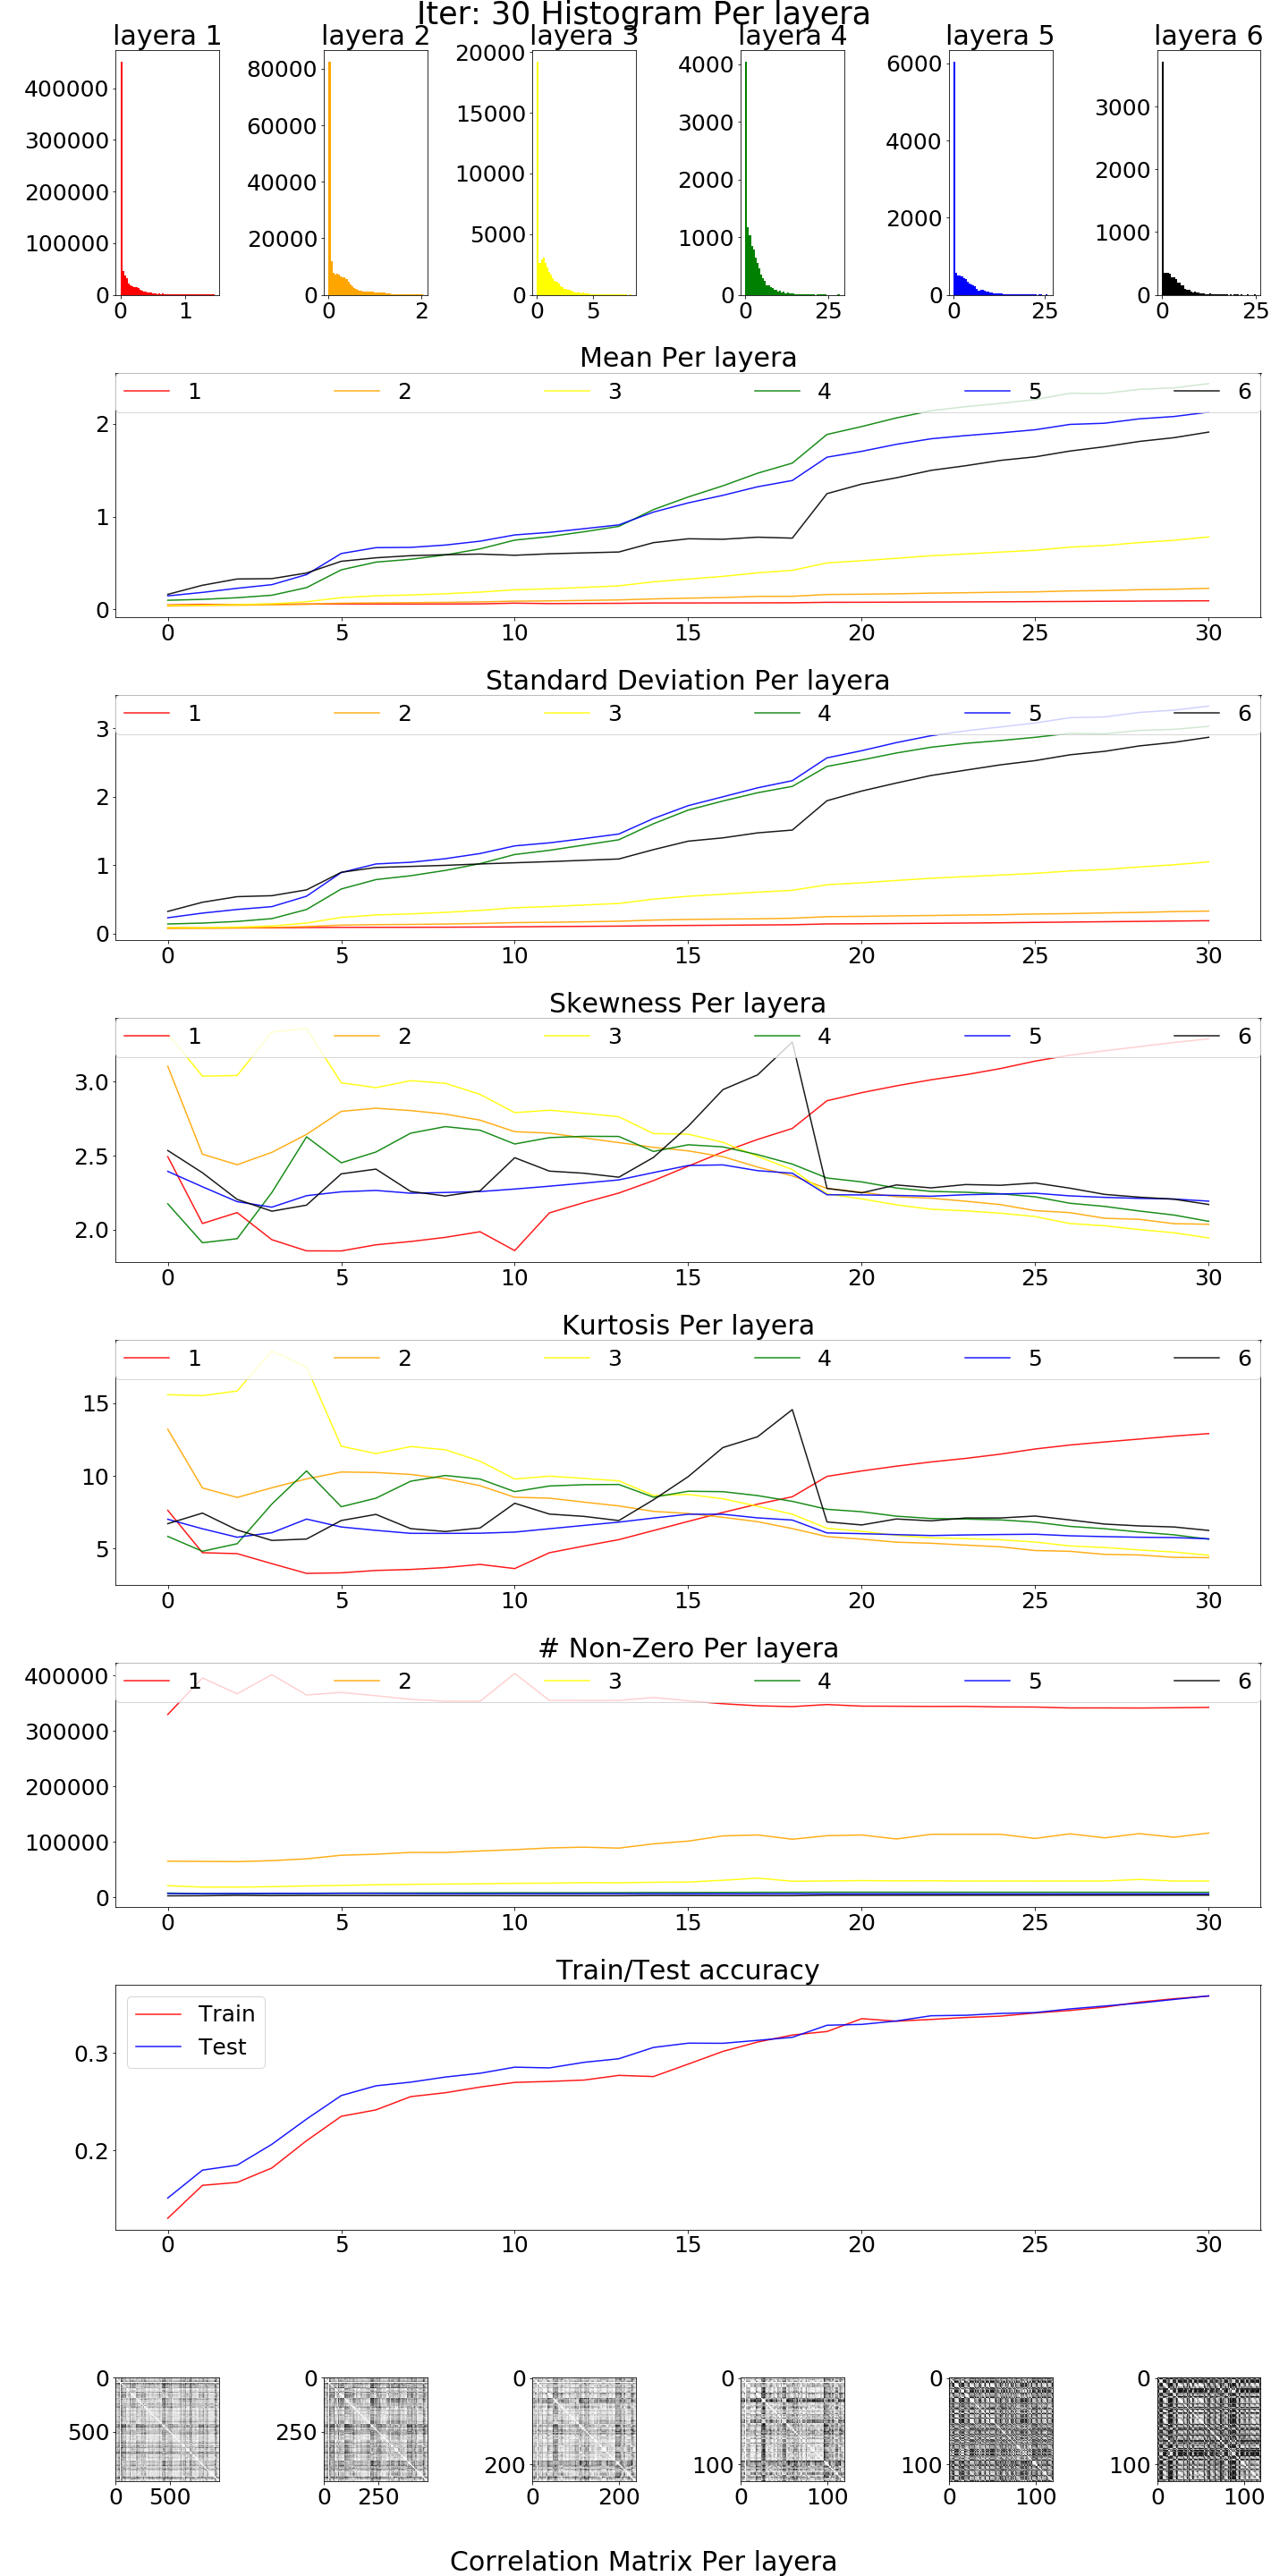 Iter: 30 Histogram Per layera
layera 1 layera 2 layera 3 layera 4 layera 5 layera 6
400000 300000 200000 100000 0
0 1
80000 60000 40000 20000 0
0 2
20000 15000 10000 5000 0
0 5
4000 3000 2000 1000 0
0 25
6000 4000 2000 0
0 25
3000 2000 1000 0
0 25
Mean Per layera
1 2 3 4 5 6
2
1
0
0 5 10 15 20 25 30
Standard Deviation Per layera
1 2 3 4 5 6
3
2
1
0
0 5 10 15 20 25 30
Skewness Per layera
1 2 3 4 5 6
3.0
2.5
2.0
0 5 10 15 20 25 30
Kurtosis Per layera
1 2 3 4 5 6
15
10
5
0 5 10 15 20 25 30
# Non-Zero Per layera
1 2 3 4 5 6
400000
300000
200000
100000
0
0 5 10 15 20 25 30
Train/Test accuracy
Train
Test
0.3
0.2
0 5 10 15 20 25 30
0 500
0 500
0 250
0 250
0 200
0 200
0 100
0 100
0 100
0 100
0 100
0 100
Correlation Matrix Per layera